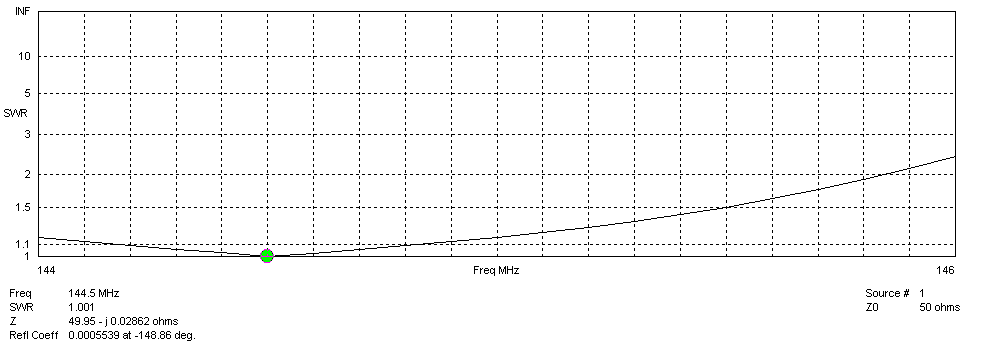 INF
10
5
SWR
3
2
1.5
1.1
1
144 Freq MHz 146
Freq 144.5 MHz Source # 1
SWR 1.001 Z0 50 ohms
Z 49.95 - j 0.02862 ohms
Refl Coeff 0.0005539 at -148.86 deg.